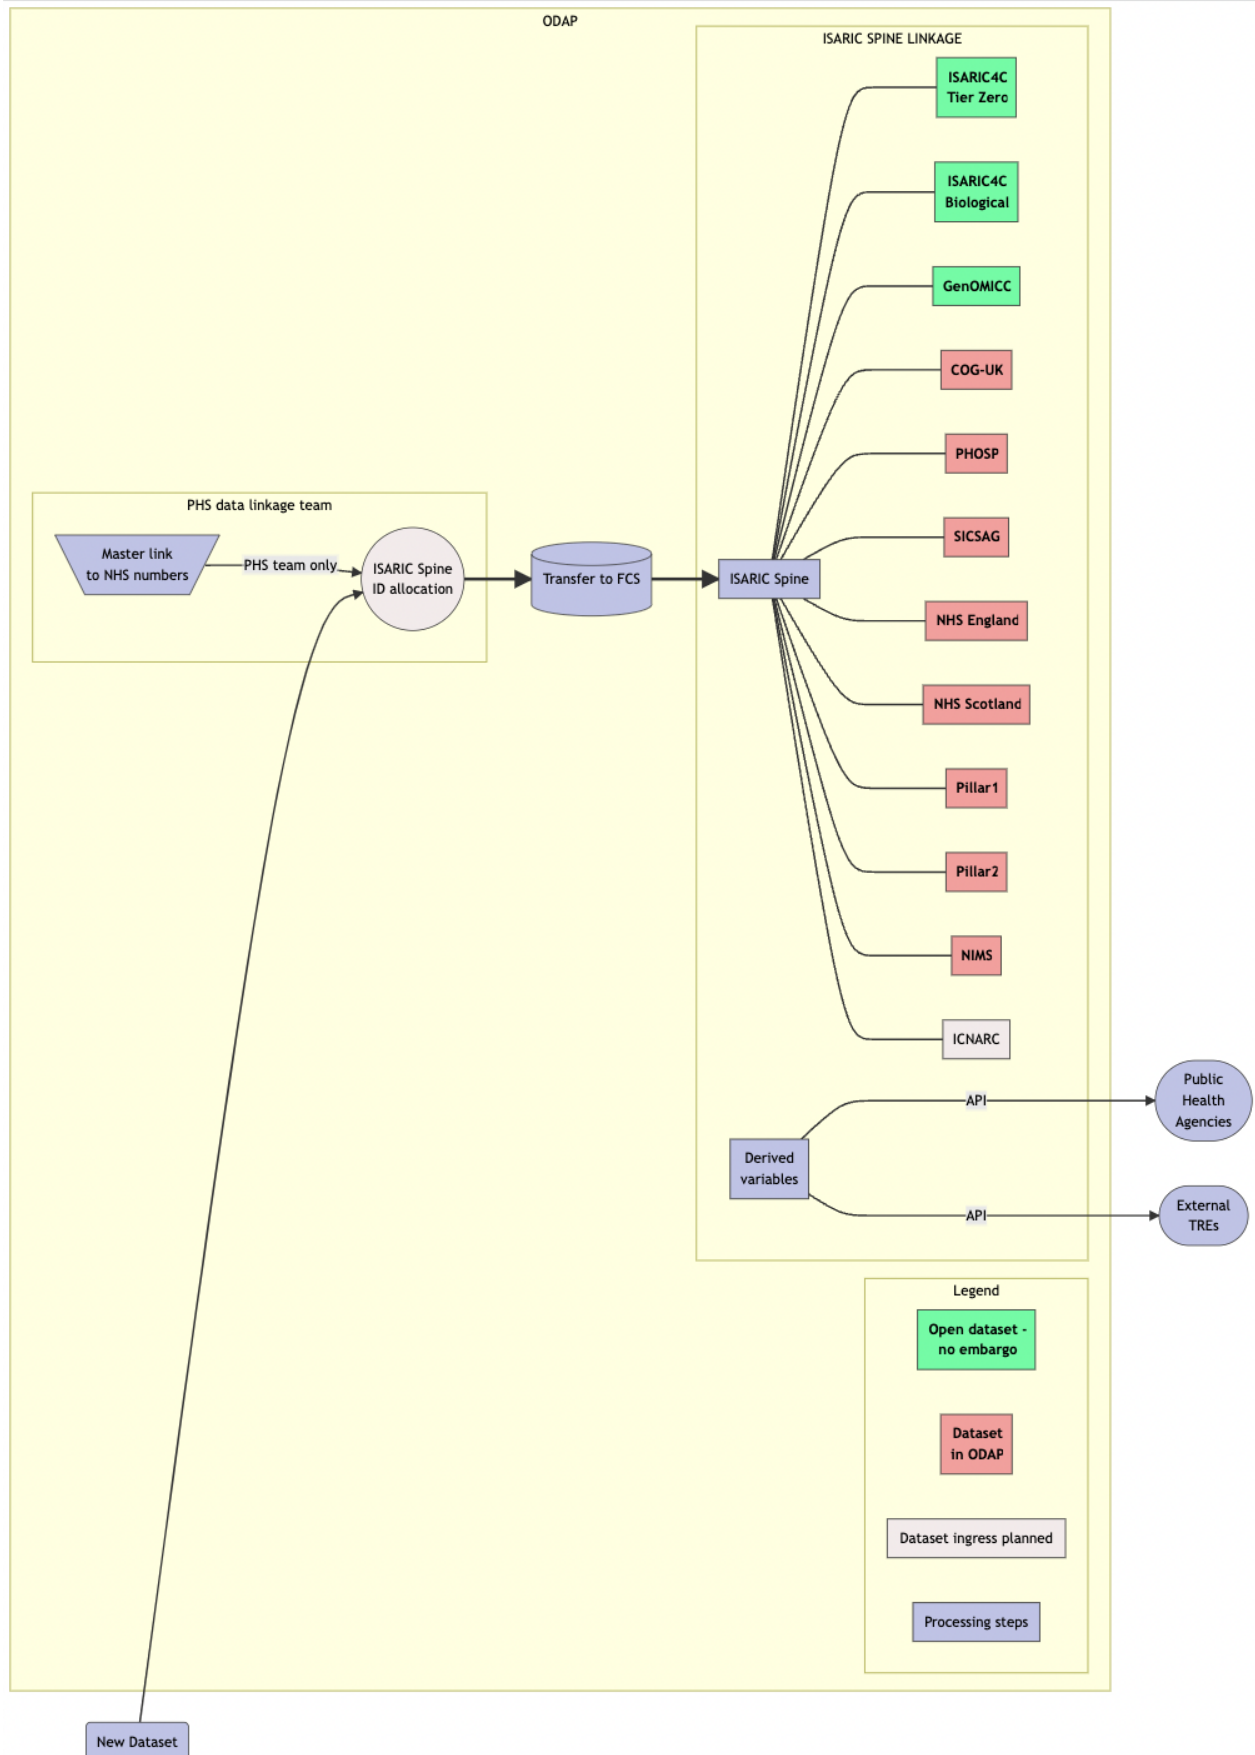 ODAP
ISARIC SPINE LINKAGE
ISARIC4C
Tier Zero
ISARIC4C
Biological
GenOMICC
COG-UK
PHOSP
SICSAG
PHS data linkage team
Master link
to NHS numbers
PHS team only
ISARIC Spine
ID allocation
Transfer to FCS
ISARIC Spine
NHS England
NHS Scotland
Pillar1
Pillar2
NIMS
ICNARC
API
Public
Health
Agencies
Derived
variables
API
External
TREs
Legend
Open dataset -
no embargo
Dataset
in ODAP
Dataset ingress planned
Processing steps
New Dataset